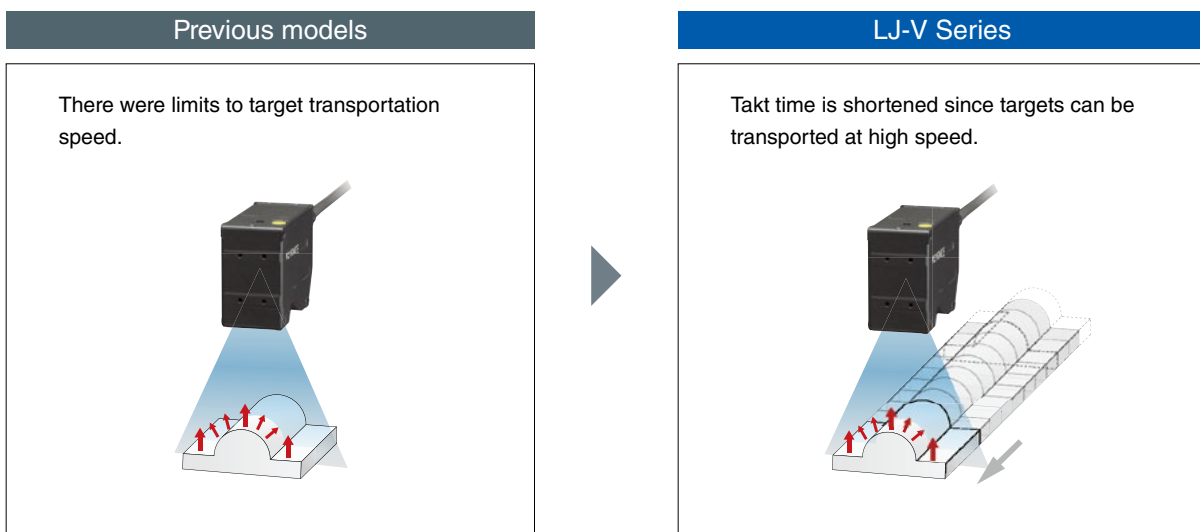 Previous models
There were limits to target transportation
speed.
LJ-V Series
Takt time is shortened since targets can be
transported at high speed.